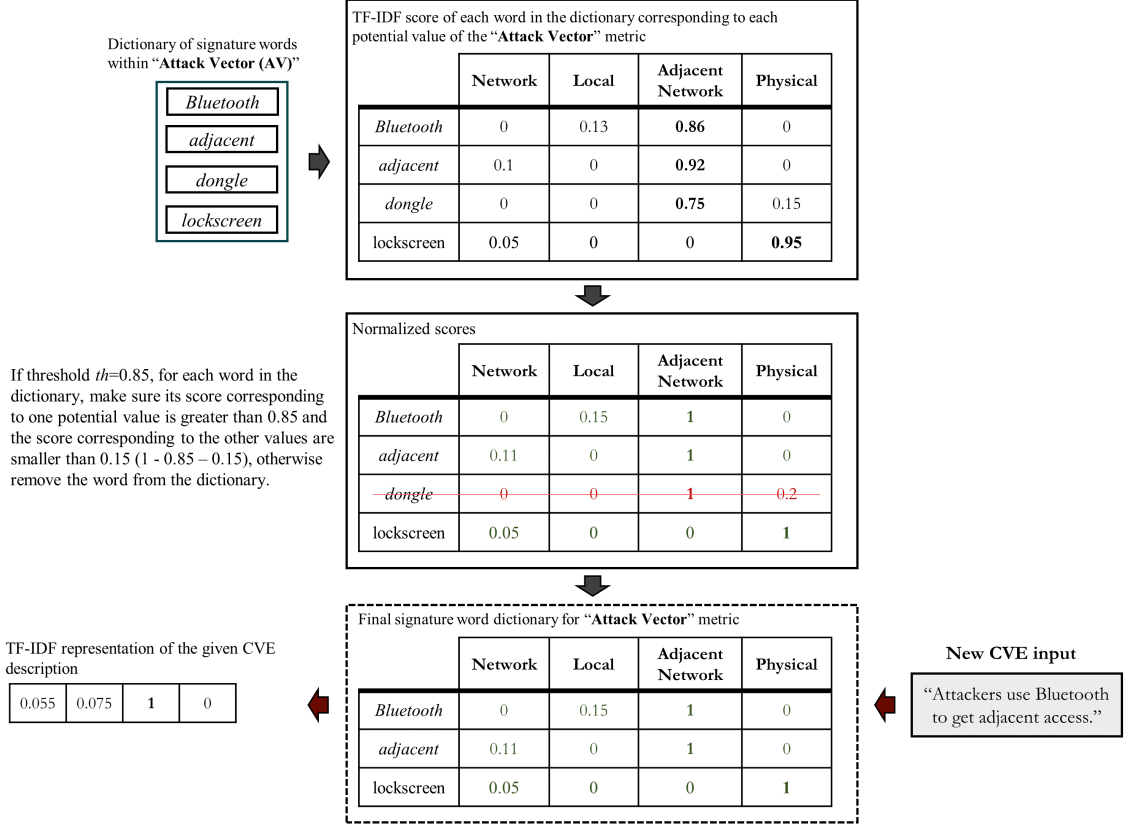 Dictionary of signature words
within “Attack Vector (AV)”
Bluetooth
adjacent
dongle
lockscreen
TF-IDF score of each word in the dictionary corresponding to each
potential value of the “Attack Vector” metric
Network Local Adjacent Network Physical
Bluetooth 0 0.13 0.86 0
adjacent 0.1 0 0.92 0
dongle 0 0 0.75 0.15
lockscreen 0.05 0 0 0.95
If threshold th=0.85, for each word in the
dictionary, make sure its score corresponding
to one potential value is greater than 0.85 and
the score corresponding to the other values are
smaller than 0.15 (1 - 0.85 – 0.15), otherwise
remove the word from the dictionary.
Normalized scores
Network Local Adjacent Network Physical
Bluetooth 0 0.15 1 0
adjacent 0.11 0 1 0
dongle 0 0 1 0.2
lockscreen 0.05 0 0 1
Final signature word dictionary for “Attack Vector” metric
Network Local Adjacent Network Physical
Bluetooth 0 0.15 1 0
adjacent 0.11 0 1 0
lockscreen 0.05 0 0 1
New CVE input
“Attackers use Bluetooth
to get adjacent access.”
TF-IDF representation of the given CVE
description
0.055 0.075 1 0